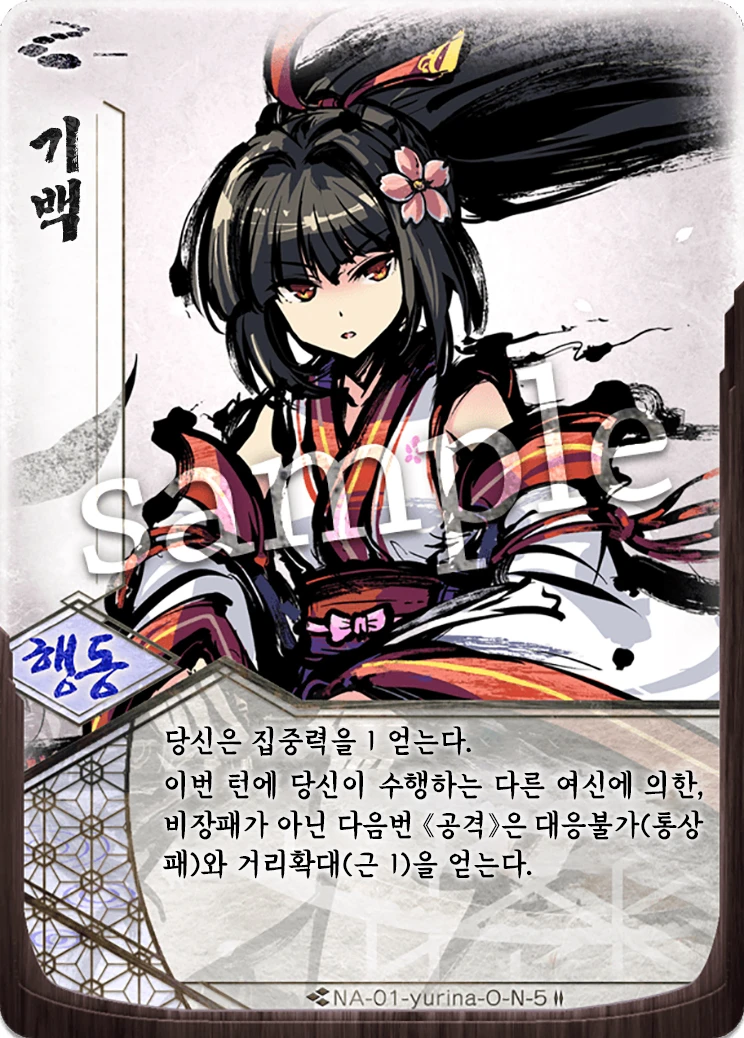 기백
sample
행동
당신은 집중력을 1 얻는다.
이번 턴에 당신이 수행하는 다른 여신에 의한,
비장패가 아닌 다음번 《공격》은 대응불가(통상
패)와 거리확대(근 1)을 얻는다.
NA-01-yurina-O-N-5